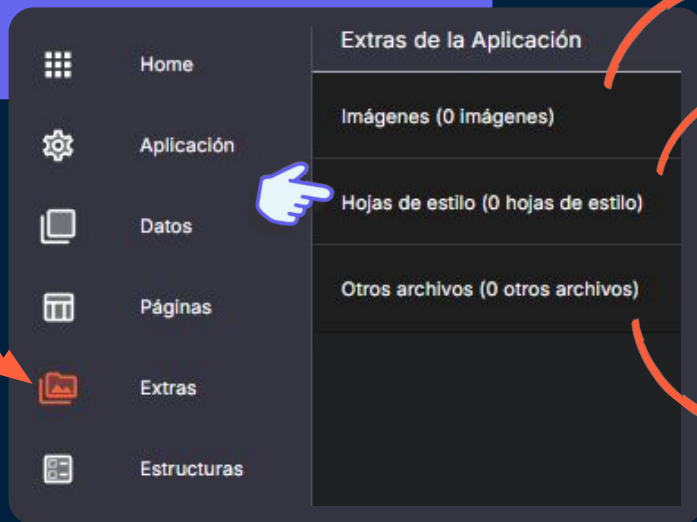 Home
Aplicación
Datos
Páginas
Extras
Estructuras
Extras de la Aplicación
Imágenes (0 imágenes)
Hojas de estilo (0 hojas de estilo)
Otros archivos (0 otros archivos)